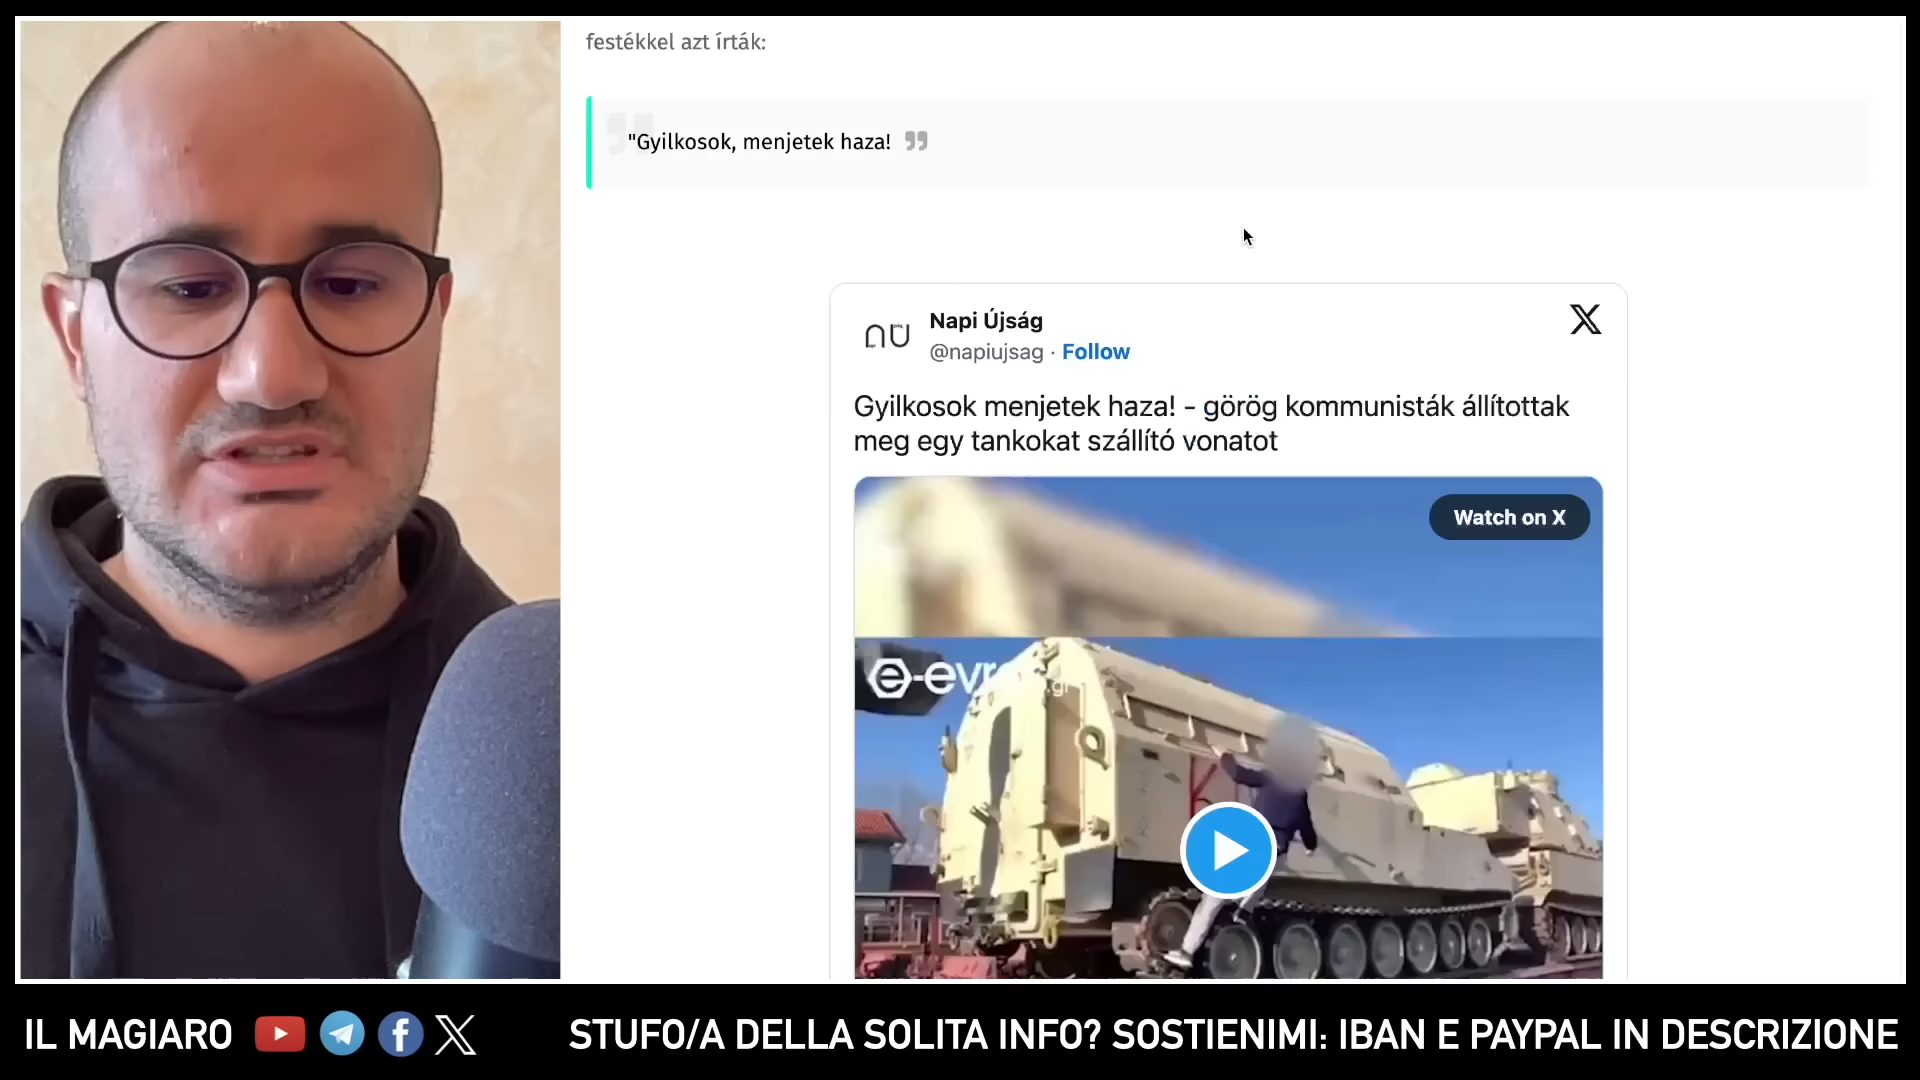 festékkel azt írták:
"Gyilkosok, menjetek haza!
Napi Újság
@napiujsag · Follow
Gyilkosok menjetek haza! - görög kommunisták állítottak
meg egy tankokat szállító vonatot
Watch on X
.gr
IL MAGIARO
STUFO/A DELLA SOLITA INFO? SOSTIENIMI: IBAN E PAYPAL IN DESCRIZIONE